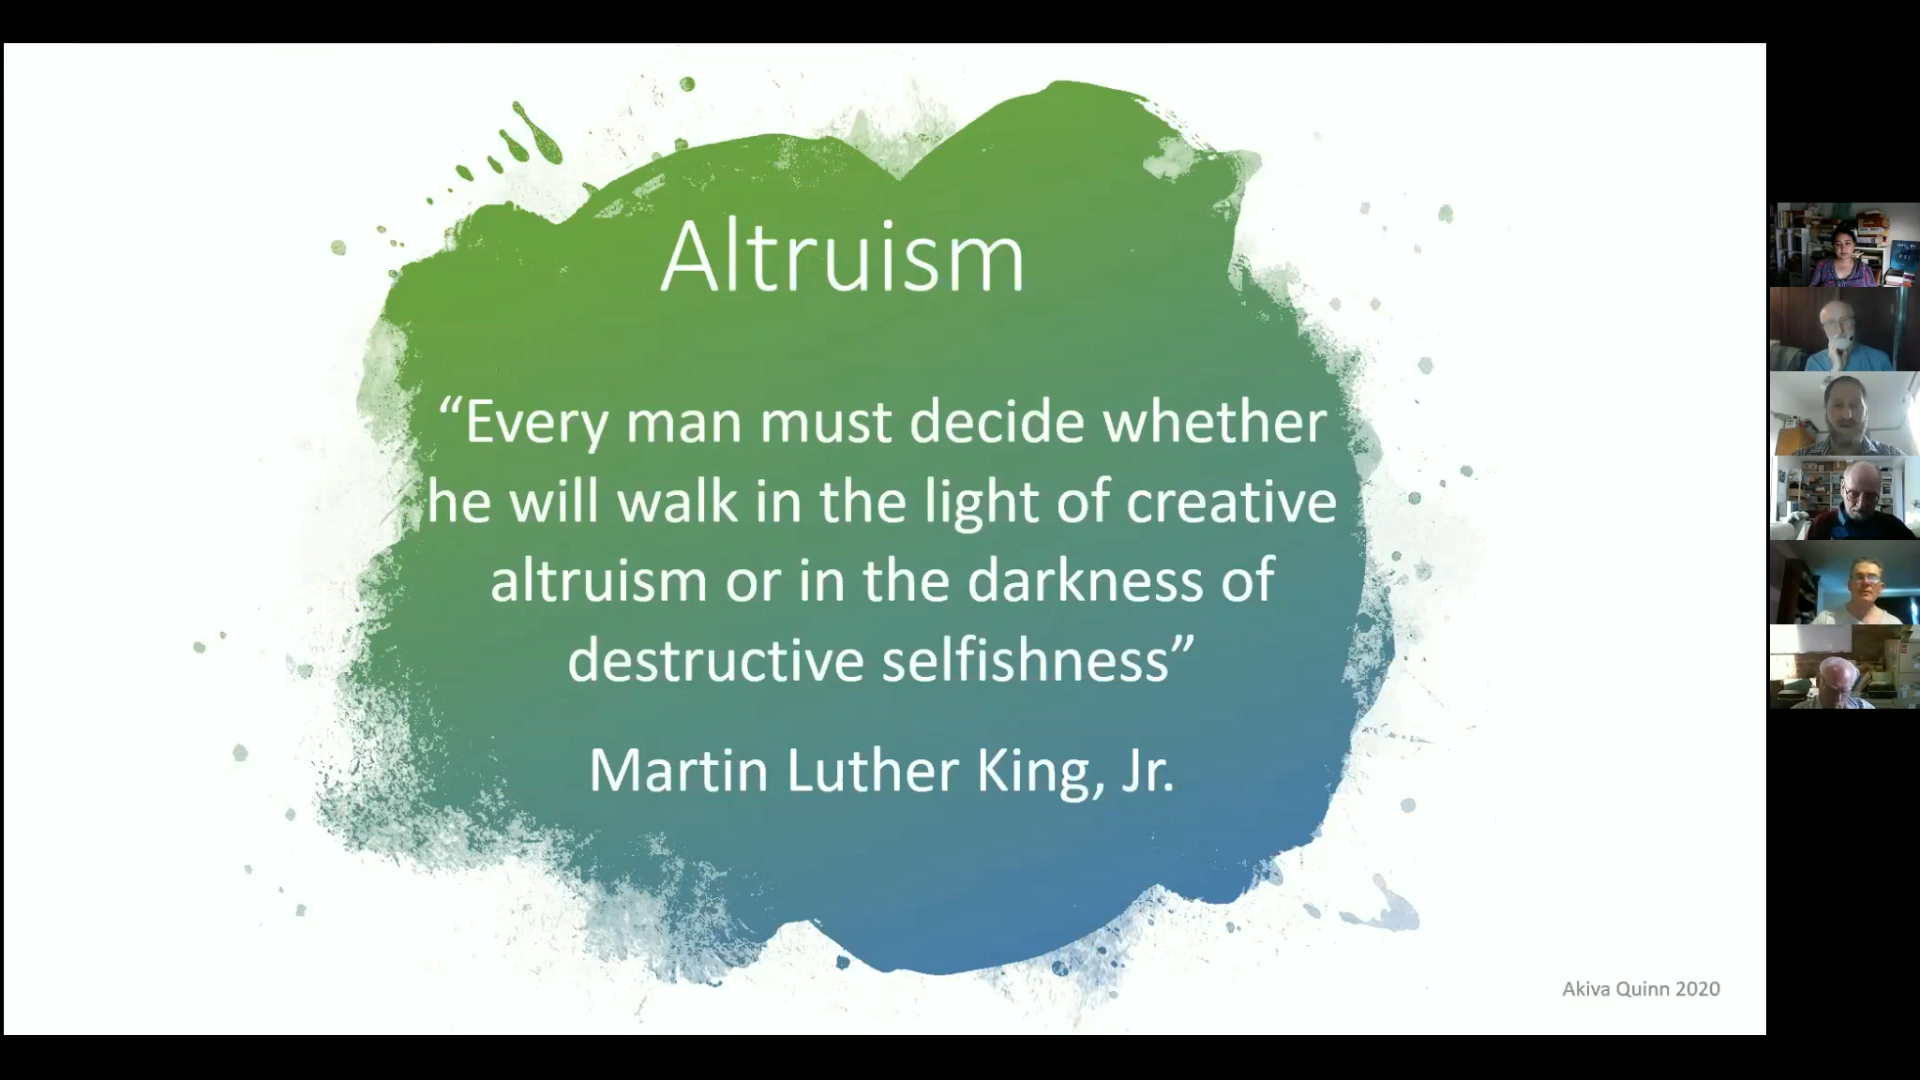 Altruism
“Every man must decide whether
he will walk in the light of creative
altruism or in the darkness of
destructive selfishness”
Martin Luther King, Jr.
Akiva Quinn 2020